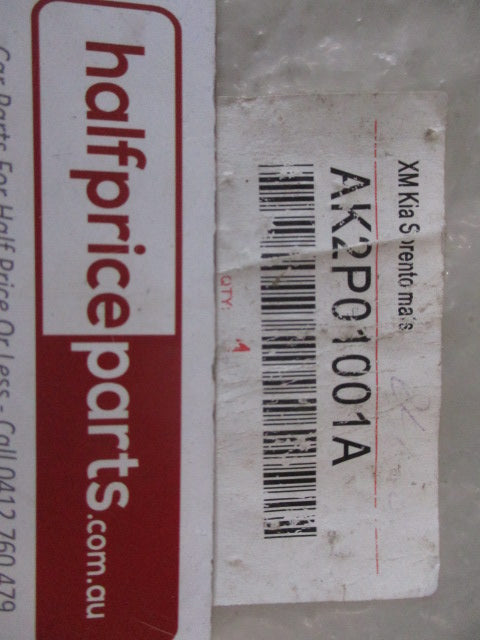 halfpriceparts.com.au
Car Parts For Half Price Or Less - Call 0412 760 479
XM Kia Sorento mats
AK2P01001A
QTY: 1